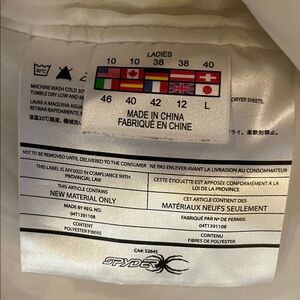 LADIES
10 10 38 38 40
46 40 42 12 L
MADE IN CHINA
FABRIQUÉ EN CHINE
30°C
MACHINE WASH COLD
TUMBLE DRY LOW AND
LAVAR A MAQUINA AGUA
RETIRAR RAPIDAMENTE
DRYER SHEETS.
NOT TO BE REMOVED UNTIL DELIVERED TO THE CONSUMER
NE PAS ENLEVER AVANT LA LIVRAISON AU CONSOMMATEUR
THIS LABEL IS AFFIXED IN COMPLIANCE WITH
PROVINCIAL LAW
CETTE ÉTIQUETTE EST APPOSÉE CONFORMÉMENT À LA
LOI DE LA PROVINCE
THIS ARTICLE CONTAINS
NEW MATERIAL ONLY
CET ARTICLE CONTIENT DES
MATÉRIAUX NEUFS SEULEMENT
MADE BY REG. NO.
04T1391108
FABRIQUÉ PAR N° DE PERMIS:
04T1391108
CONTENT
POLYESTER FIBERS
CONTENU
FIBRES DE POLYESTER
CA#: 52645
SPYDER